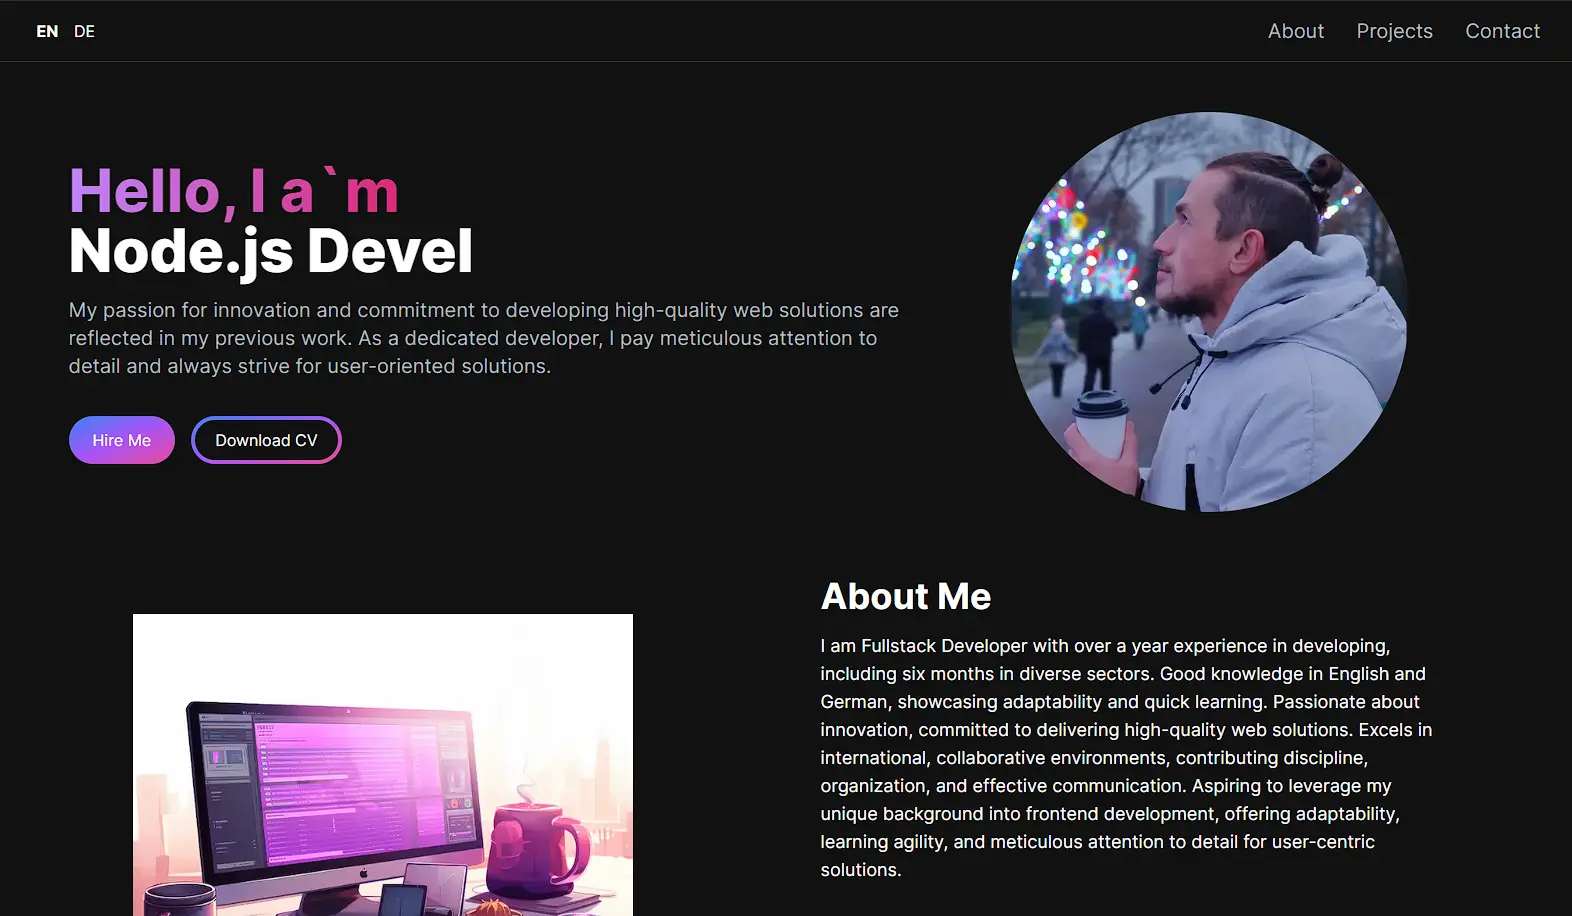 EN DE
About Projects Contact
Hello, I a`m
Node.js Devel
My passion for innovation and commitment to developing high-quality web solutions are
reflected in my previous work. As a dedicated developer, I pay meticulous attention to
detail and always strive for user-oriented solutions.
Hire Me Download CV
About Me
I am Fullstack Developer with over a year experience in developing,
including six months in diverse sectors. Good knowledge in English and
German, showcasing adaptability and quick learning. Passionate about
innovation, committed to delivering high-quality web solutions. Excels in
international, collaborative environments, contributing discipline,
organization, and effective communication. Aspiring to leverage my
unique background into frontend development, offering adaptability,
learning agility, and meticulous attention to detail for user-centric
solutions.